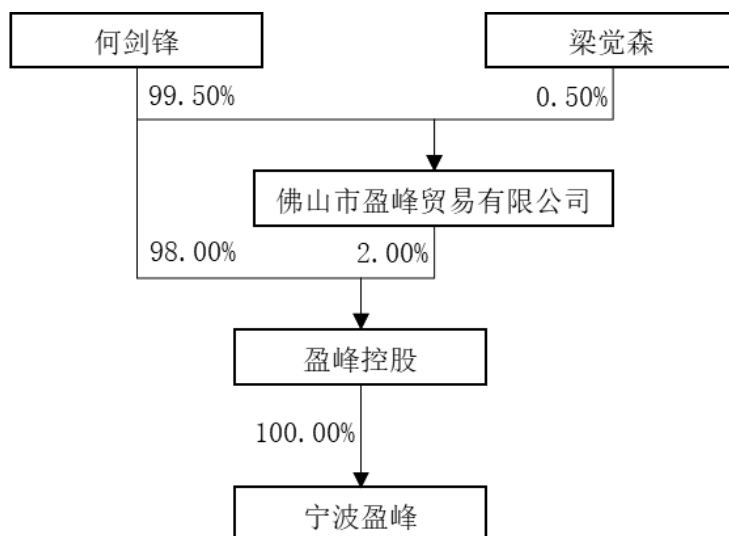 何剑锋
梁觉森
99.50%
0.50%
佛山市盈峰贸易有限公司
98.00%
2.00%
盈峰控股
100.00%
宁波盈峰